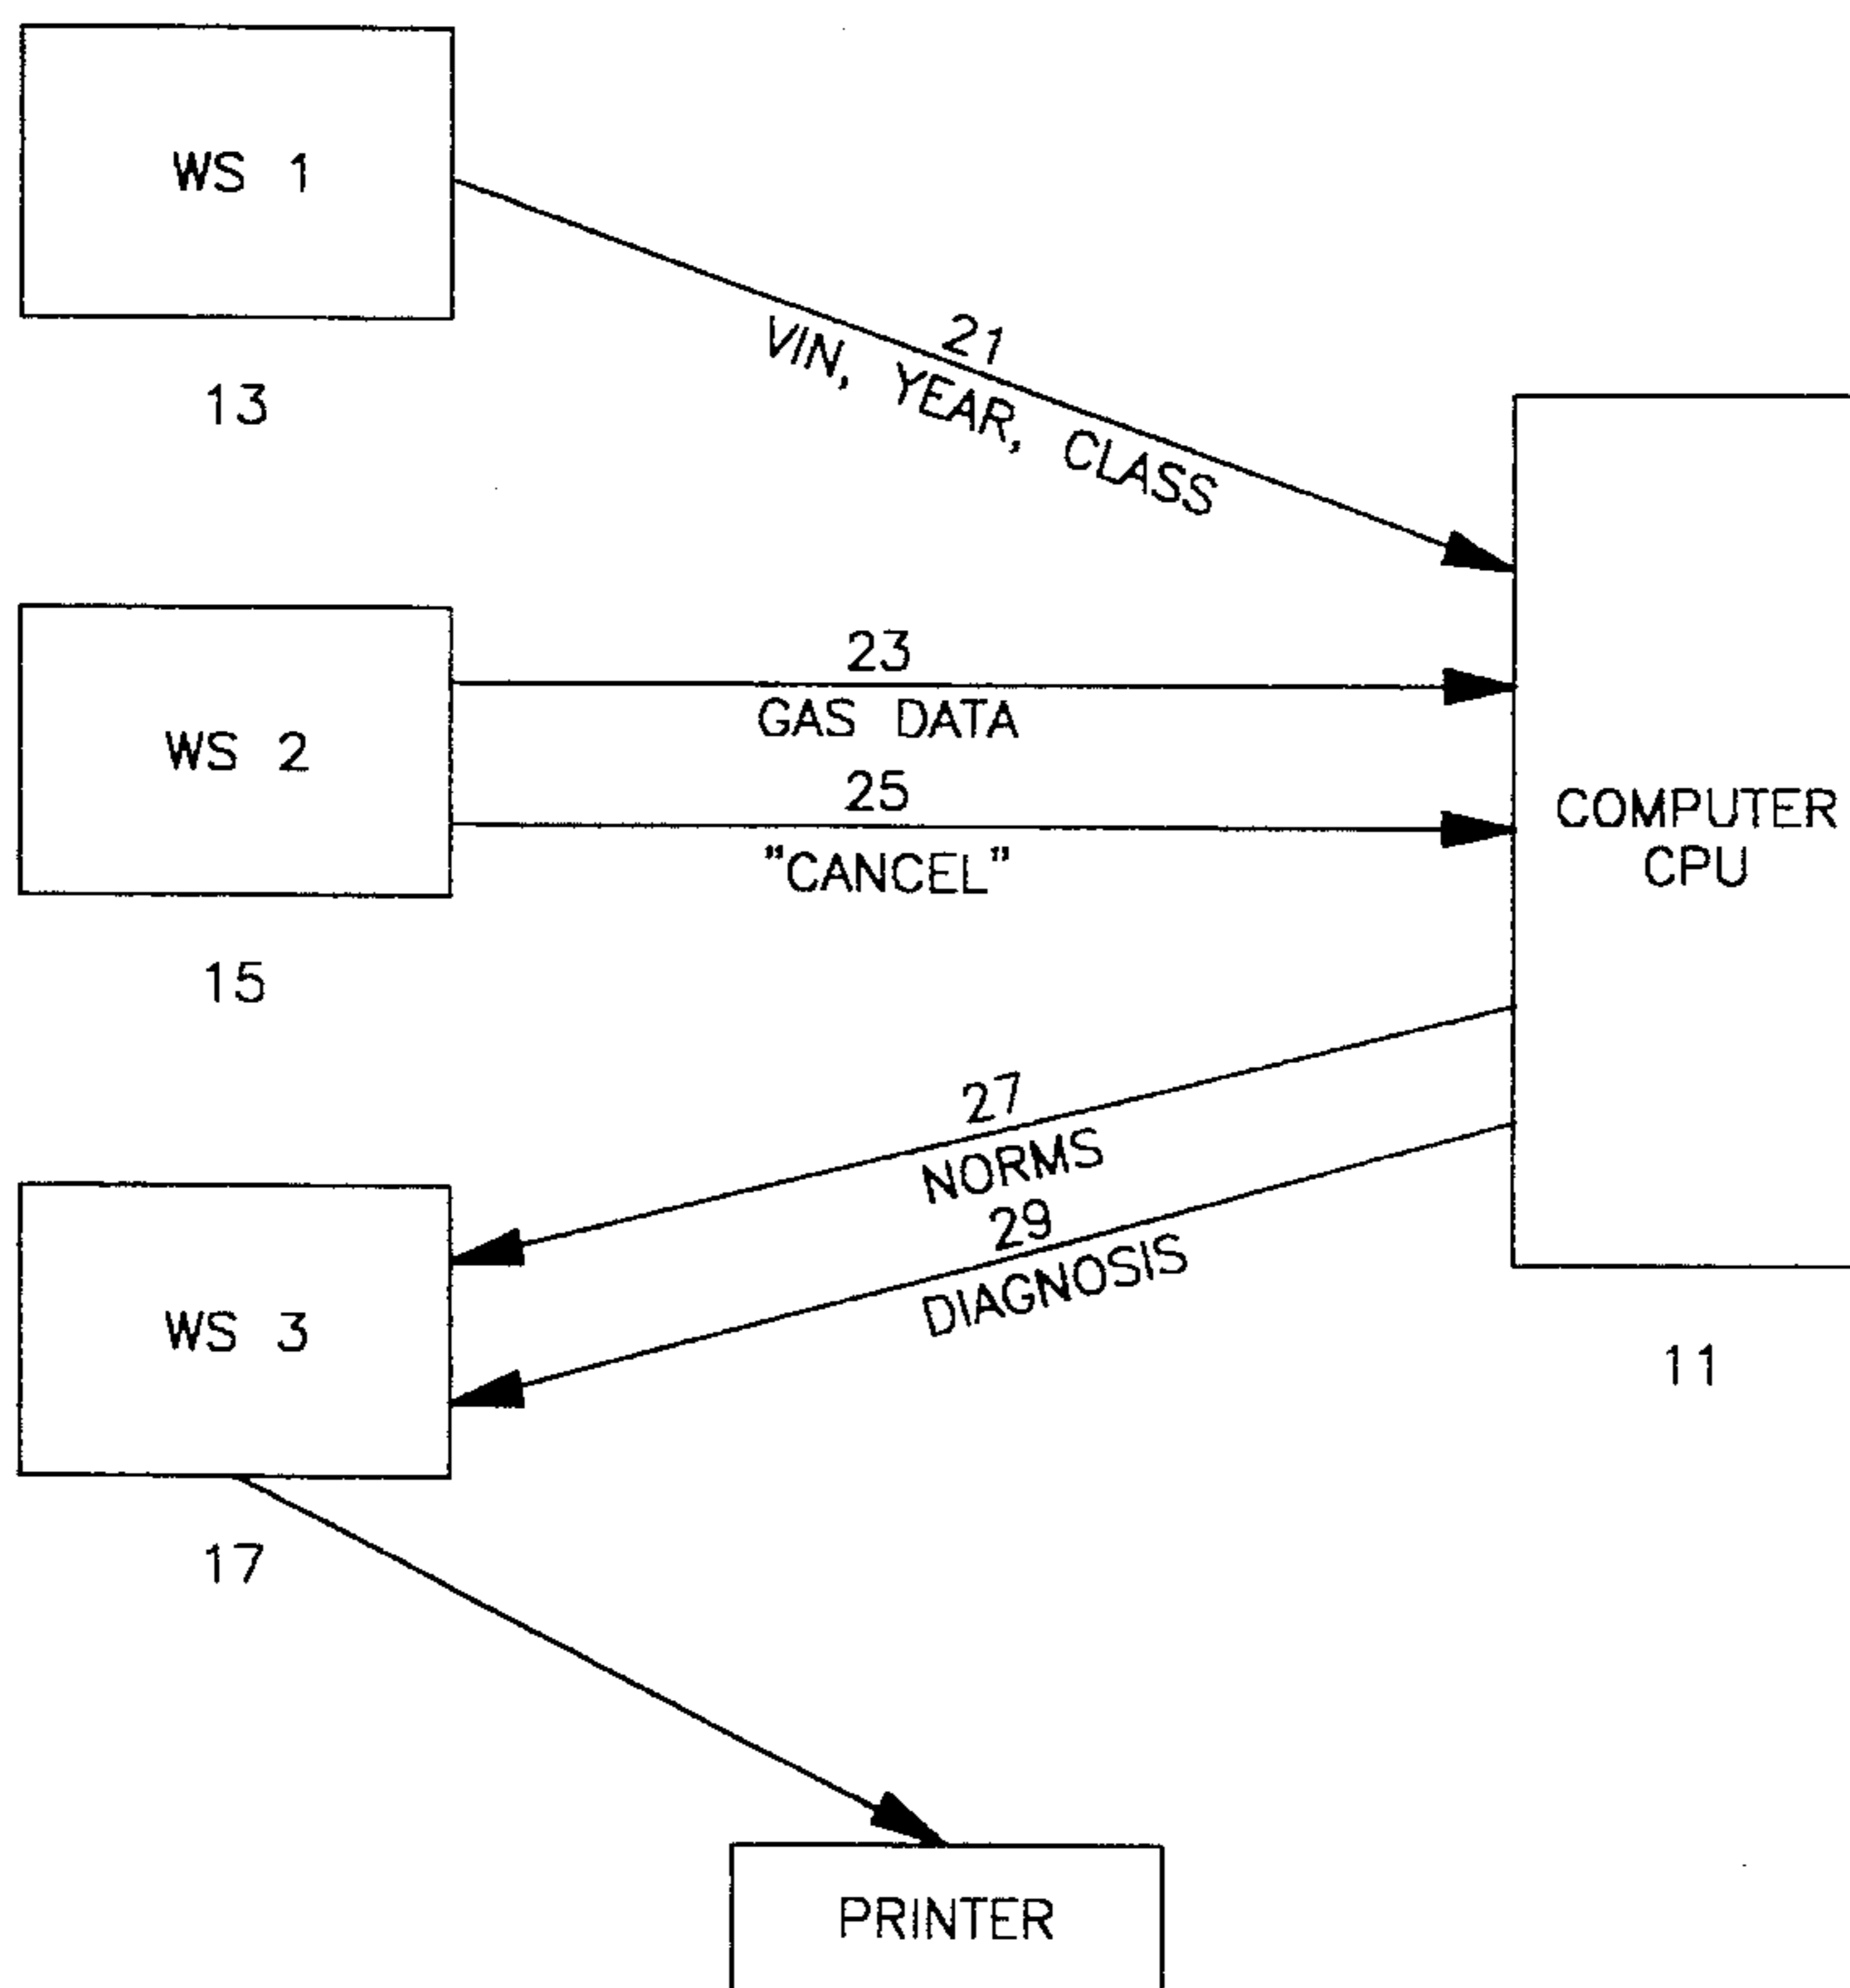 WS 1
13
21
VIN, YEAR, CLASS
WS 2
15
23
GAS DATA
25
"CANCEL"
COMPUTER
CPU
11
27
NORMS
29
DIAGNOSIS
WS 3
17
PRINTER